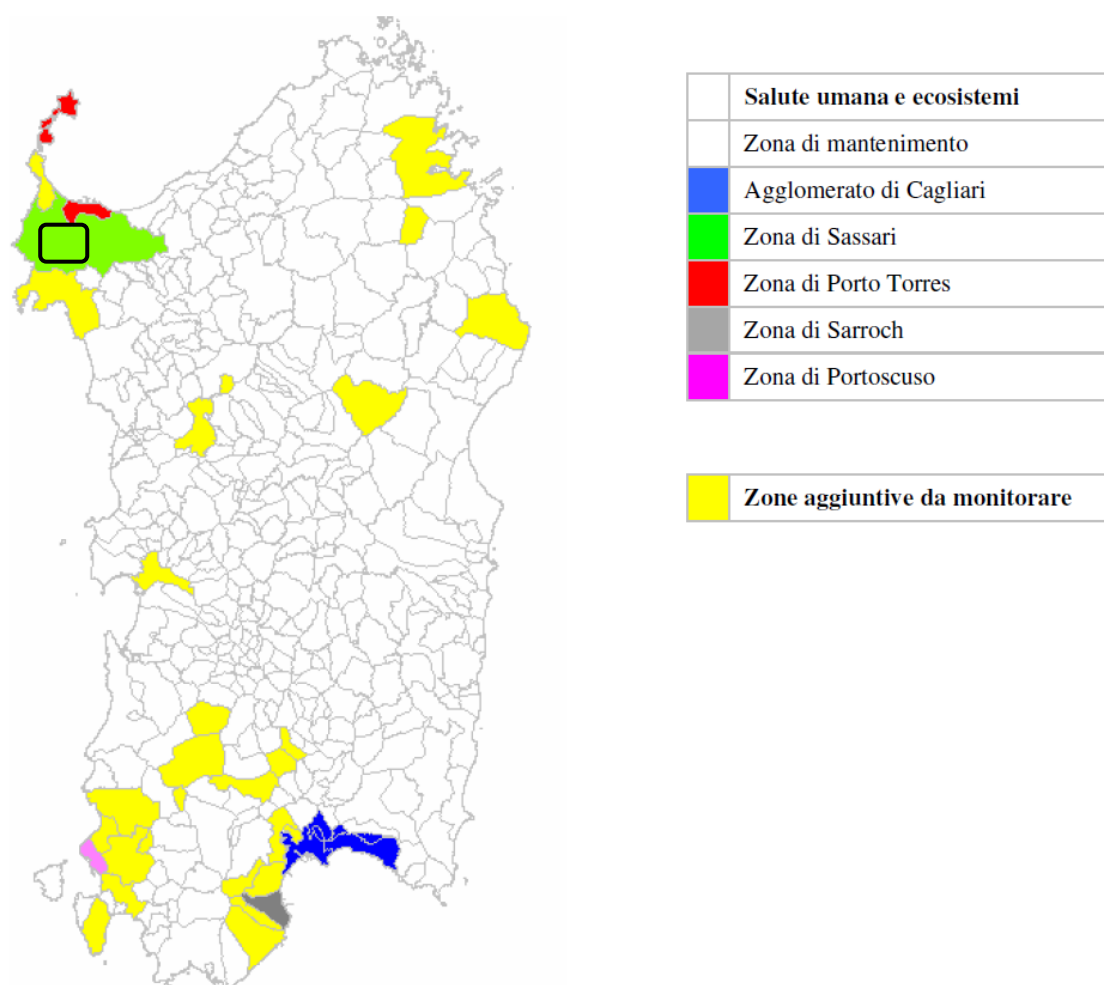 Salute umana e ecosistemi
Zona di mantenimento
Agglomerato di Cagliari
Zona di Sassari
Zona di Porto Torres
Zona di Sarroch
Zona di Portoscuso
Zone aggiuntive da monitorare